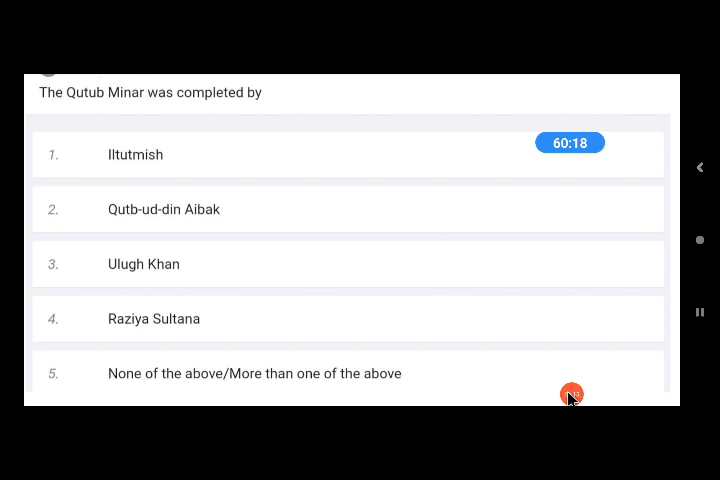 The Qutub Minar was completed by
60:18
1. Iltutmish
2. Qutb-ud-din Aibak
3. Ulugh Khan
4. Raziya Sultana
5. None of the above/More than one of the above